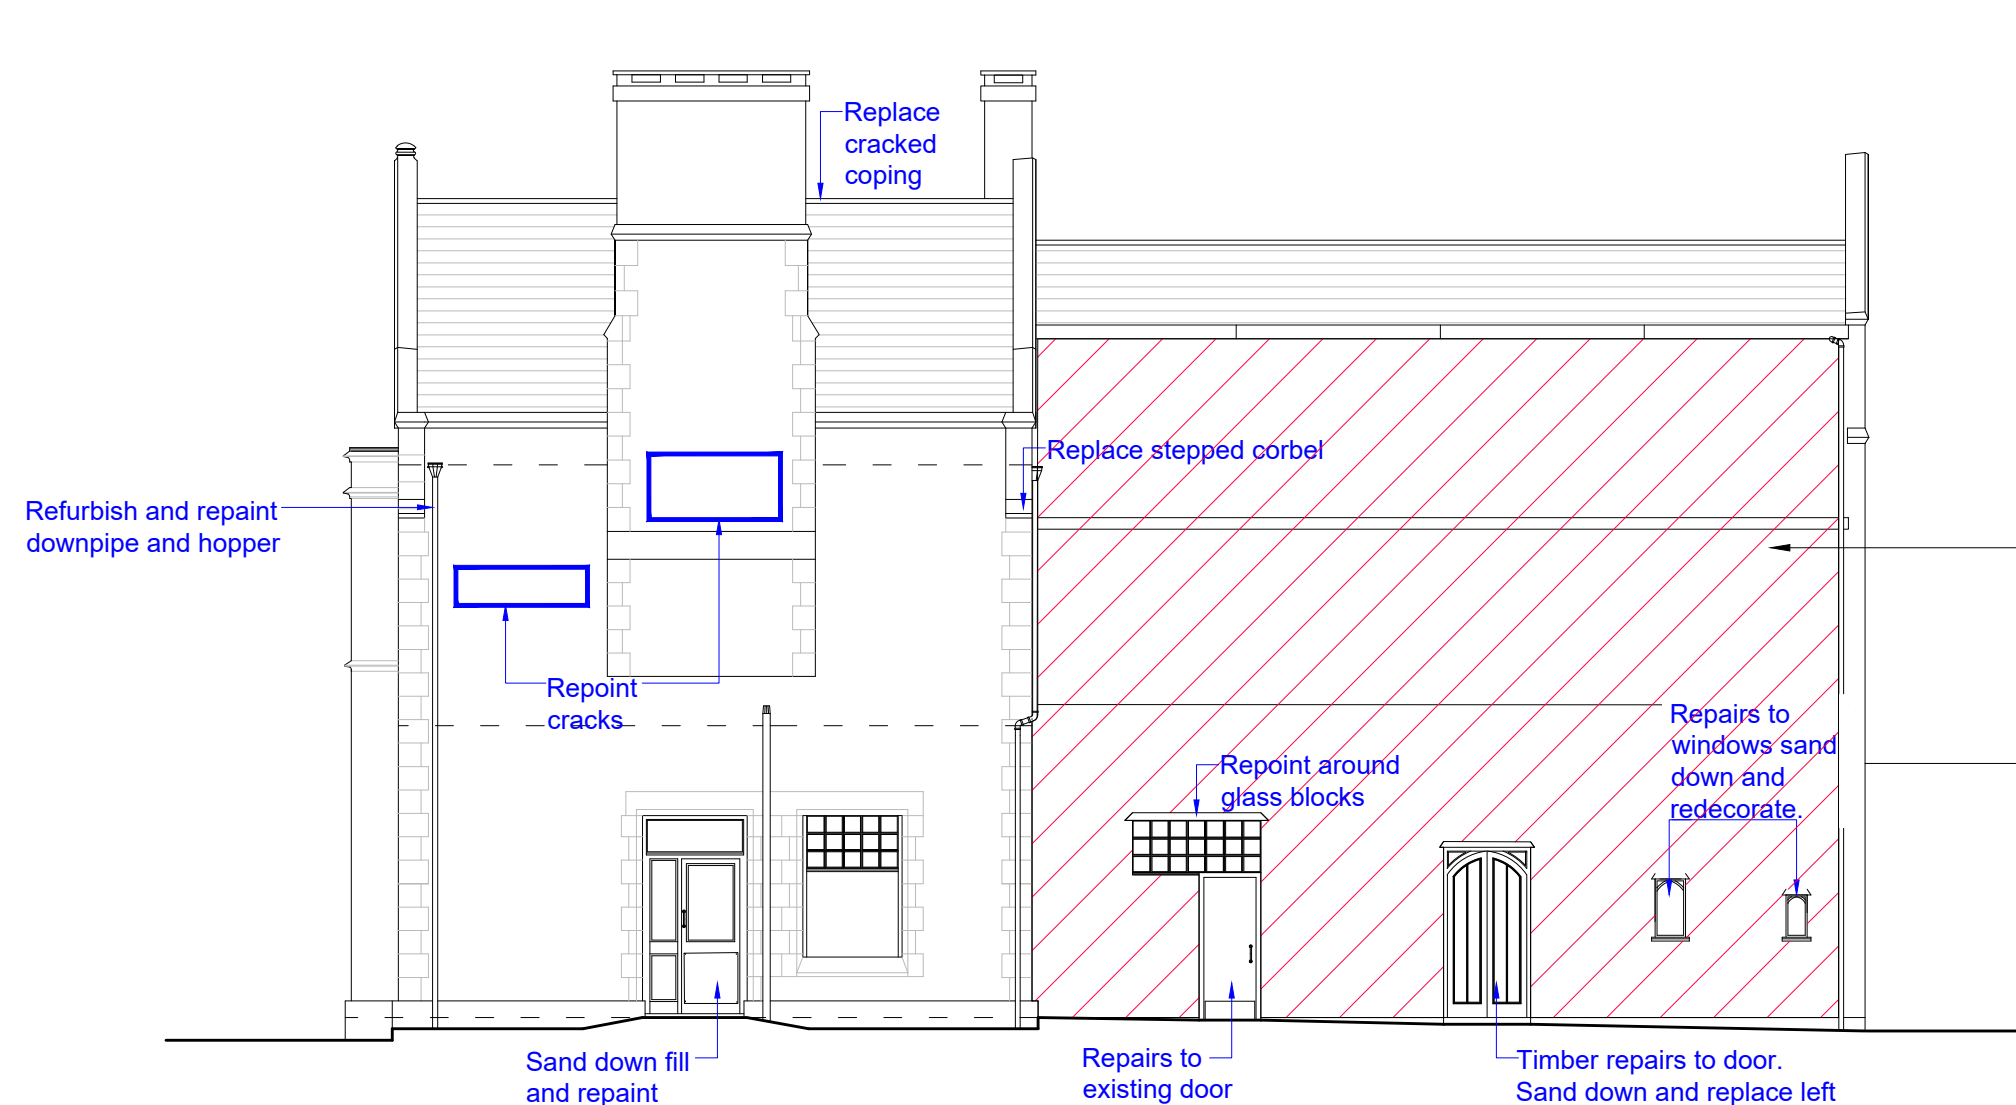 Replace
cracked
coping
Replace stepped corbel
Refurbish and repaint
downpipe and hopper
Repoint
cracks
Repairs to
windows sand
down and
redecorate.
Repoint around
glass blocks
Sand down fill
and repaint
Repairs to
existing door
Timber repairs to door.
Sand down and replace left